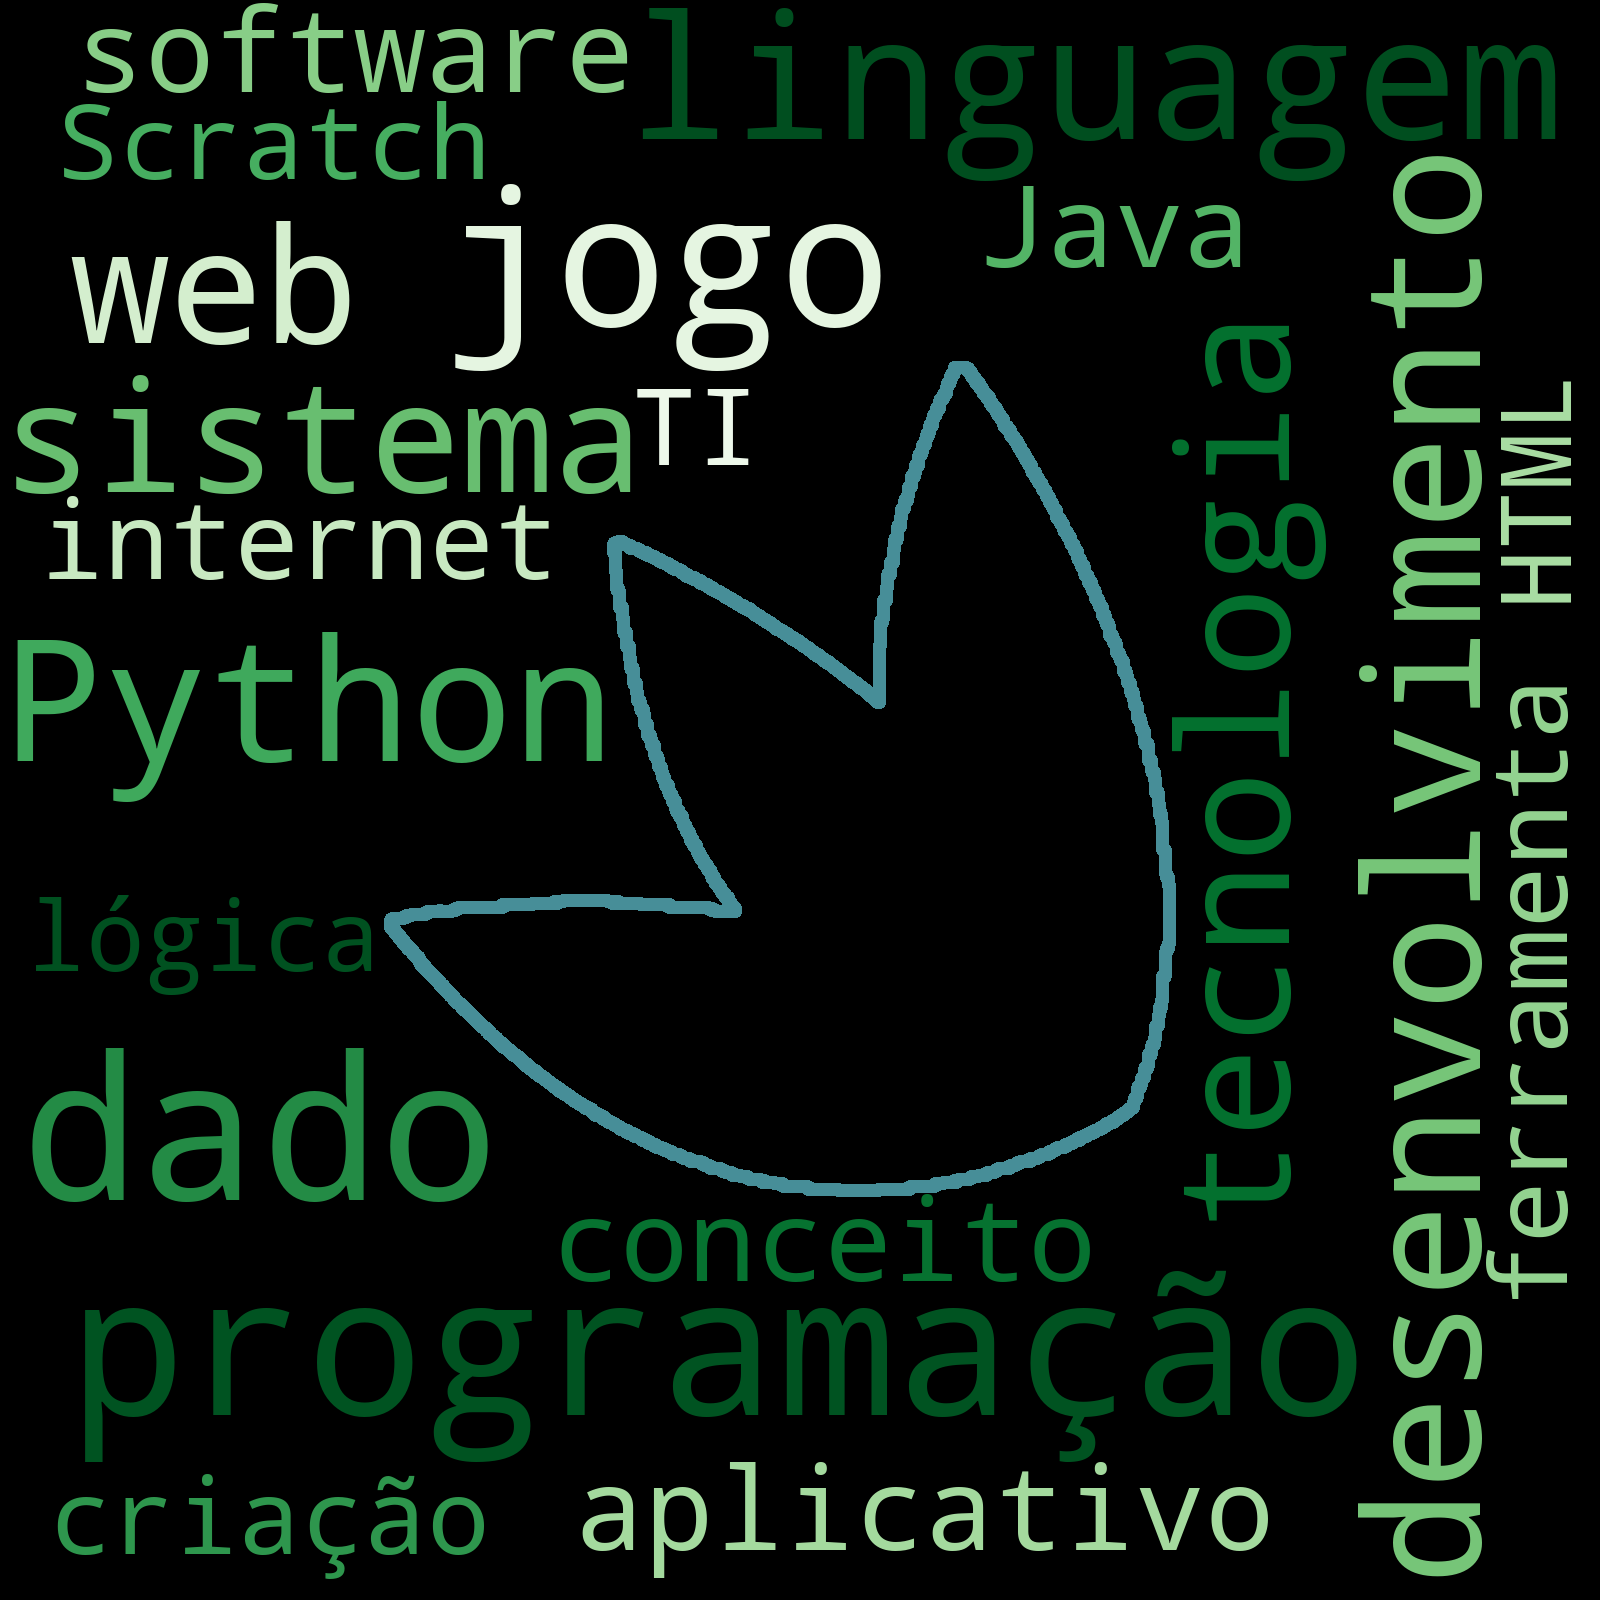 software
linguagem
Scratch
Java
web
jogo
sistema
TI
internet
Python
tecnologia
desenvolvimento
HTML
ferramenta
lógica
dado
conceito
programação
criação
aplicativo